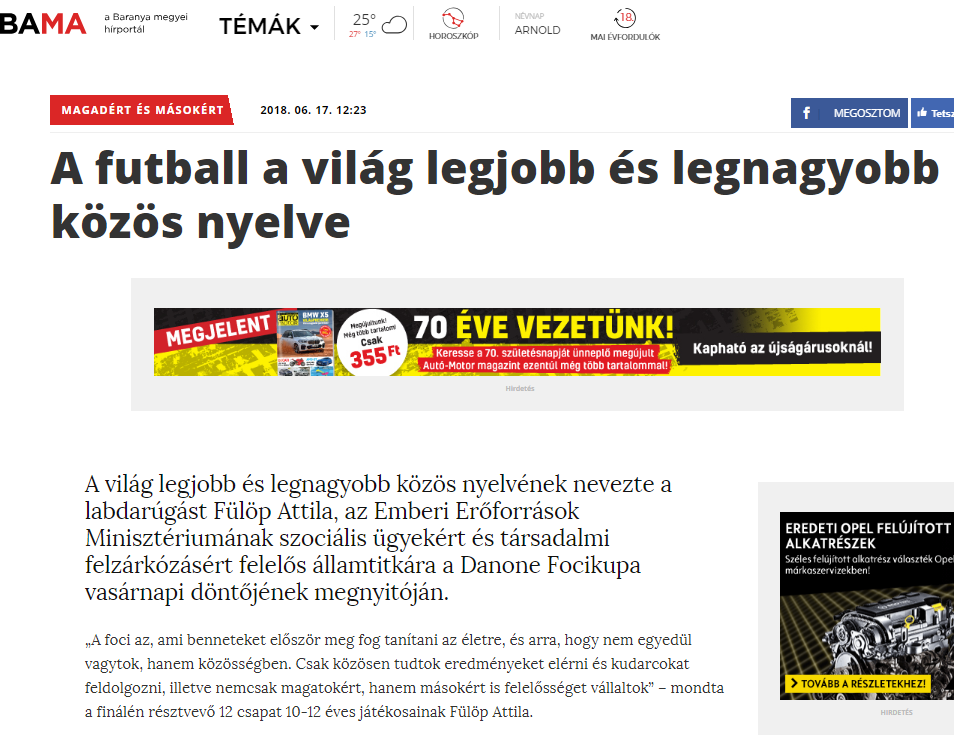 BAMA
a Baranya megyei
hírportál
TÉMÁK
25°
27° 15°
HOROSZKÓP
NÉVNAP
ARNOLD
18.
MAI ÉVFORDULÓK
MAGADÉRT ÉS MÁSOKÉRT
2018. 06. 17. 12:23
MEGOSZTOM
Tetsz
A futball a világ legjobb és legnagyobb
közös nyelve
MEGJELENT
auto
BMW X5
Megújultunk!
Még több tartalom!
Csak
355 Ft
70 ÉVE VEZETÜNK!
Keresse a 70. születésnapját ünneplő megújult
Autó-Motor magazint ezentúl még több tartalommal!
Kapható az újságárusoknál!
Hirdetés
A világ legjobb és legnagyobb közös nyelvének nevezte a
labdarúgást Fülöp Attila, az Emberi Erőforrások
Minisztériumának szociális ügyekért és társadalmi
felzárkózásért felelős államtitkára a Danone Focikupa
vasárnapi döntőjének megnyitóján.
„A foci az, ami benneteket először meg fog tanítani az életre, és arra, hogy nem egyedül
vagytok, hanem közösségben. Csak közösen tudtok eredményeket elérni és kudarcokat
feldolgozni, illetve nemcsak magatokért, hanem másokért is felelősséget vállaltok” – mondta
a finálén résztvevő 12 csapat 10-12 éves játékosainak Fülöp Attila.
EREDETI OPEL FELÚJÍTOTT
ALKATRÉSZEK
Széles felújított alkatrész választék Opel
márkaszervizekben!
TOVÁBB A RÉSZLETEKHEZ!
HIRDETÉS